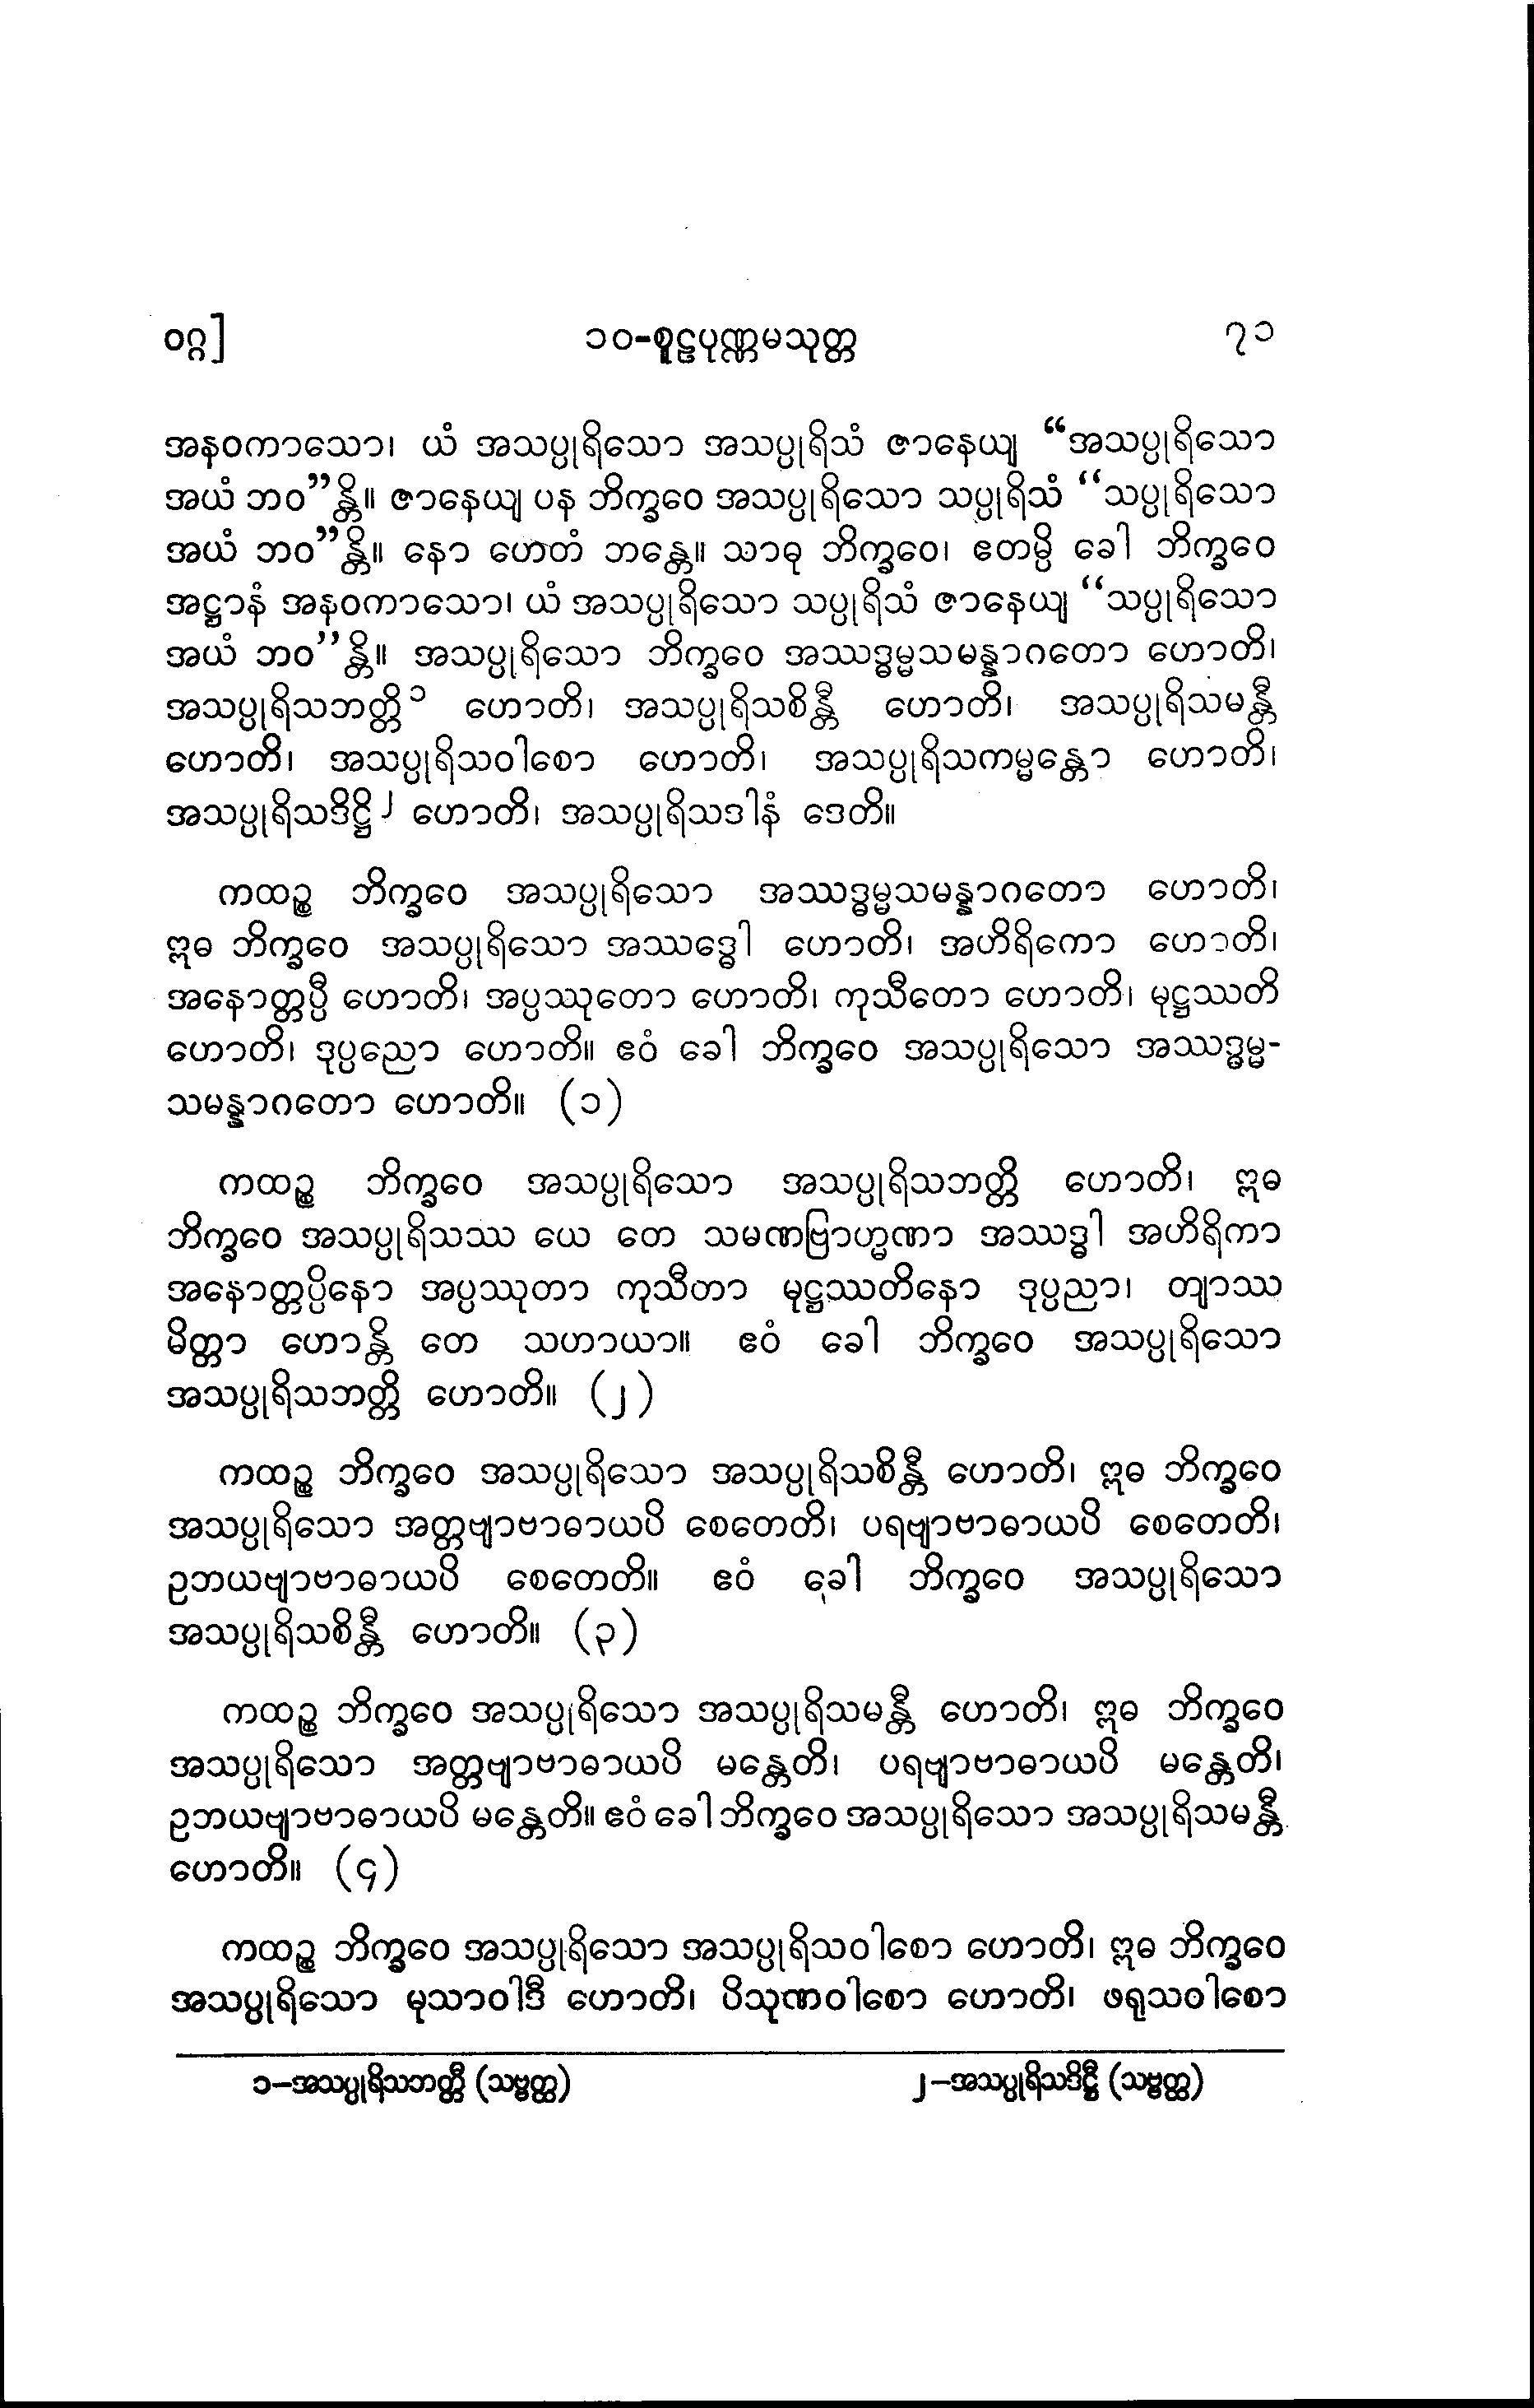 ဝဂ္ဂ] ၁၀-စူဠပုဏ္ဏမသုတ္တ ၇၁
အနဝကာသော၊ ယံ အသပ္ပုရိသော အသပ္ပုရိသံ ဇာနေယျ “အသပ္ပုရိသော
အယံ ဘဝ”န္တိ။ ဇာနေယျ ပန ဘိက္ခဝေ အသပ္ပုရိသော သပ္ပုရိသံ “သပ္ပုရိသော
အယံ ဘဝ”န္တိ။ နော ဟေတံ ဘန္တေ။ သာဓု ဘိက္ခဝေ၊ ဧတမ္ပိ ခေါ ဘိက္ခဝေ
အဋ္ဌာနံ အနဝကာသော၊ ယံ အသပ္ပုရိသော သပ္ပုရိသံ ဇာနေယျ “သပ္ပုရိသော
အယံ ဘဝ”န္တိ။ အသပ္ပုရိသော ဘိက္ခဝေ အဿဒ္ဓမ္မသမန္နာဂတော ဟောတိ၊
အသပ္ပုရိသဘတ္တိ၁ ဟောတိ၊ အသပ္ပုရိသစိန္တီ ဟောတိ၊ အသပ္ပုရိသမန္တီ
ဟောတိ၊ အသပ္ပုရိသဝါစော ဟောတိ၊ အသပ္ပုရိသကမ္မန္တော ဟောတိ၊
အသပ္ပုရိသဒိဋ္ဌိ၂ ဟောတိ၊ အသပ္ပုရိသဒါနံ ဒေတိ။
ကထဉ္စ ဘိက္ခဝေ အသပ္ပုရိသော အဿဒ္ဓမ္မသမန္နာဂတော ဟောတိ၊
ဣဓ ဘိက္ခဝေ အသပ္ပုရိသော အဿဒ္ဓေါ ဟောတိ၊ အဟိရိကော ဟောတိ၊
အနောတ္တပ္ပီ ဟောတိ၊ အပ္ပဿုတော ဟောတိ၊ ကုသီတော ဟောတိ၊ မုဋ္ဌဿတိ
ဟောတိ၊ ဒုပ္ပညော ဟောတိ။ ဧဝံ ခေါ ဘိက္ခဝေ အသပ္ပုရိသော အဿဒ္ဓမ္မ-
သမန္နာဂတော ဟောတိ။ (၁)
ကထဉ္စ ဘိက္ခဝေ အသပ္ပုရိသော အသပ္ပုရိသဘတ္တိ ဟောတိ၊ ဣဓ
ဘိက္ခဝေ အသပ္ပုရိသဿ ယေ တေ သမဏဗြာဟ္မဏာ အဿဒ္ဓါ အဟိရိကာ
အနောတ္တပ္ပိနော အပ္ပဿုတာ ကုသီတာ မုဋ္ဌဿတိနော ဒုပ္ပညာ၊ တျာဿ
မိတ္တာ ဟောန္တိ တေ သဟာယာ။ ဧဝံ ခေါ ဘိက္ခဝေ အသပ္ပုရိသော
အသပ္ပုရိသဘတ္တိ ဟောတိ။ (၂)
ကထဉ္စ ဘိက္ခဝေ အသပ္ပုရိသော အသပ္ပုရိသစိန္တီ ဟောတိ၊ ဣဓ ဘိက္ခဝေ
အသပ္ပုရိသော အတ္တဗျာဗာဓာယပိ စေတေတိ၊ ပရဗျာဗာဓာယပိ စေတေတိ၊
ဥဘယဗျာဗာဓာယပိ စေတေတိ။ ဧဝံ ခေါ ဘိက္ခဝေ အသပ္ပုရိသော
အသပ္ပုရိသစိန္တီ ဟောတိ။ (၃)
ကထဉ္စ ဘိက္ခဝေ အသပ္ပုရိသော အသပ္ပုရိသမန္တီ ဟောတိ၊ ဣဓ ဘိက္ခဝေ
အသပ္ပုရိသော အတ္တဗျာဗာဓာယပိ မန္တေတိ၊ ပရဗျာဗာဓာယပိ မန္တေတိ၊
ဥဘယဗျာဗာဓာယပိ မန္တေတိ။ ဧဝံ ခေါ ဘိက္ခဝေ အသပ္ပုရိသော အသပ္ပုရိသမန္တီ
ဟောတိ။ (၄)
ကထဉ္စ ဘိက္ခဝေ အသပ္ပုရိသော အသပ္ပုရိသဝါစော ဟောတိ၊ ဣဓ ဘိက္ခဝေ
အသပ္ပုရိသော မုသာဝါဒီ ဟောတိ၊ ပိသုဏဝါစော ဟောတိ၊ ဖရုသဝါစော
၁–အသပ္ပုရိသဘတ္တီ (သဗ္ဗတ္ထ) ၂–အသပ္ပုရိသဒိဋ္ဌီ (သဗ္ဗတ္ထ)